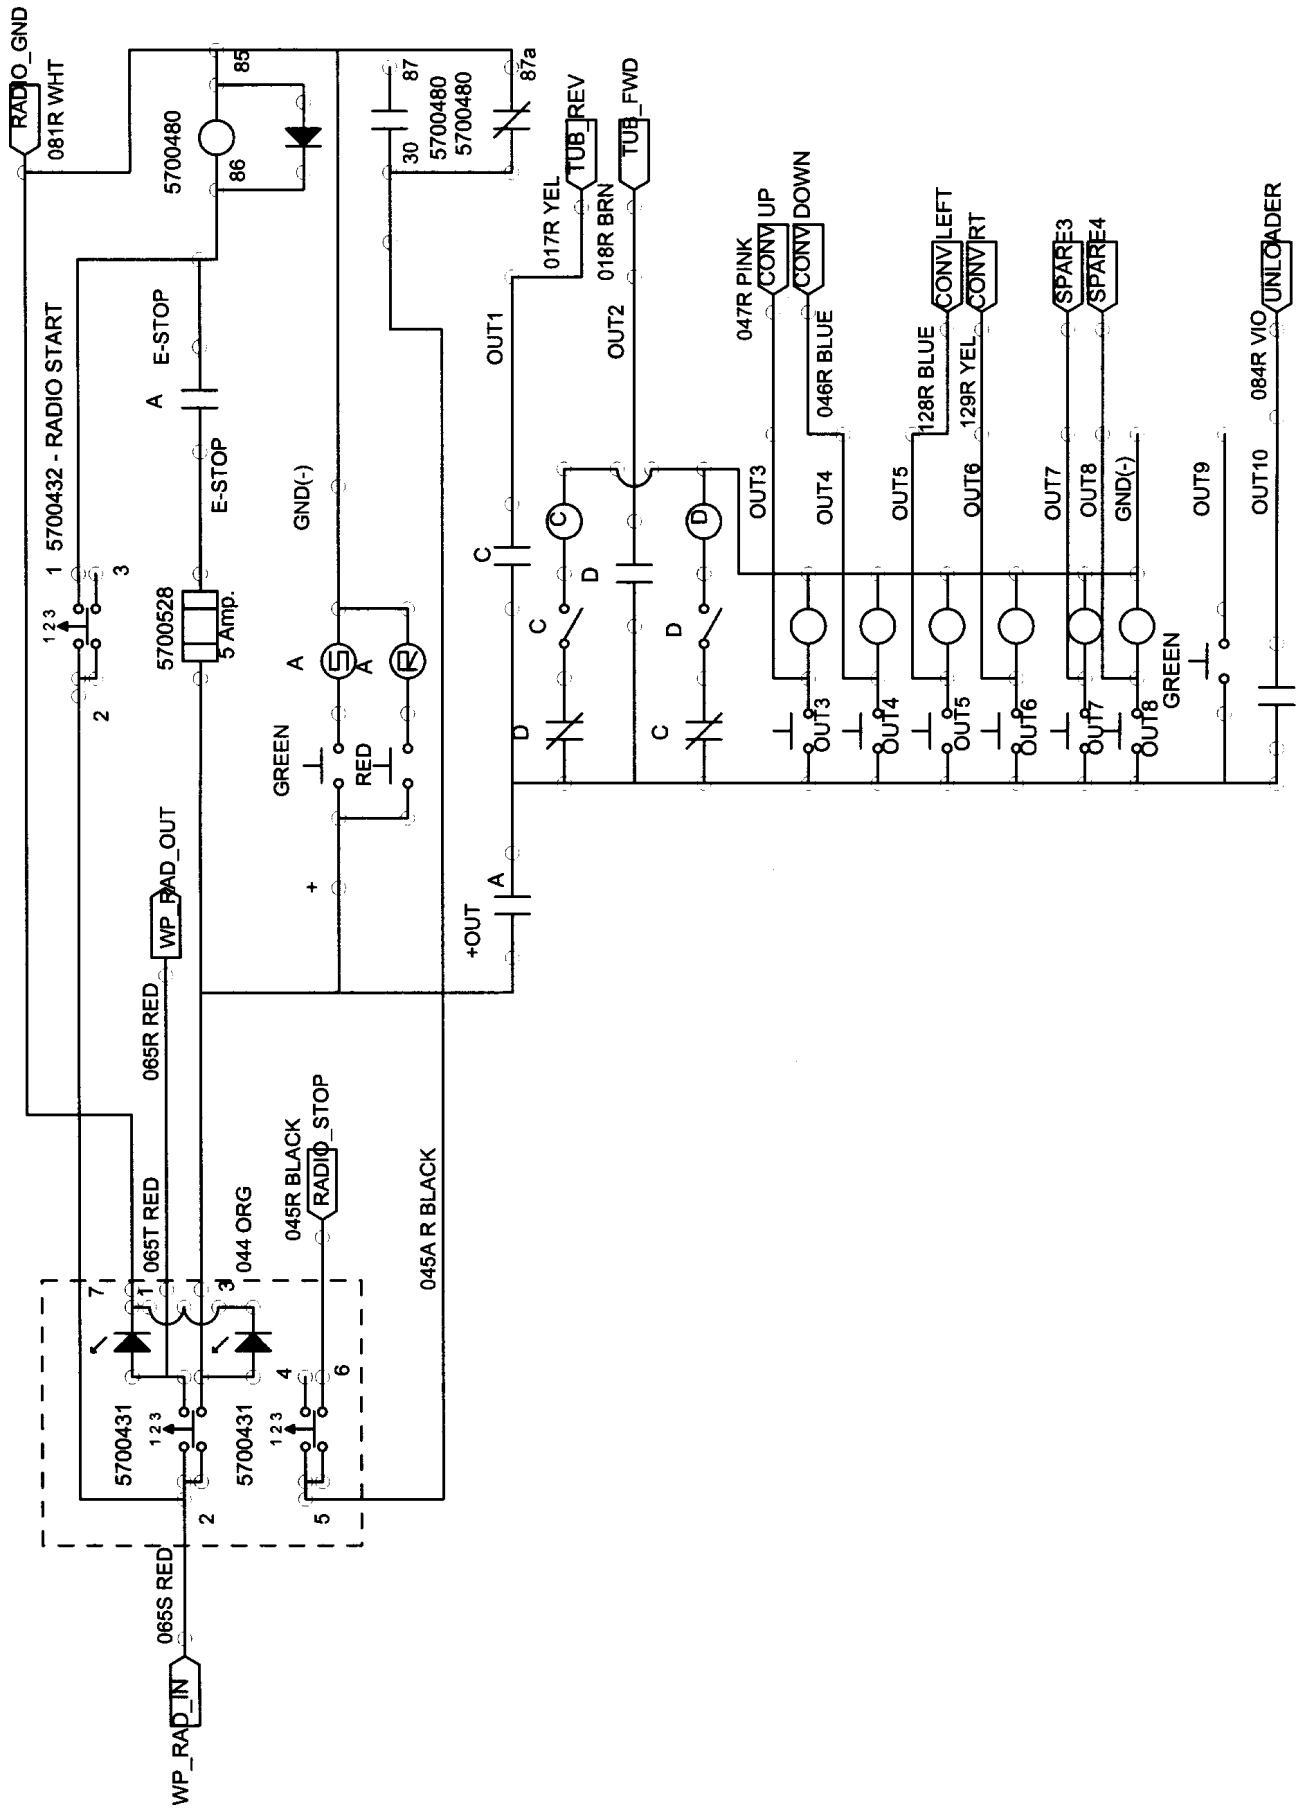 RADIO_GND
081R WHT
85
5700480
86
87
5700480
5700480
30
87a
TUB_REV
017R YEL
TUB_FWD
018R BRN
1 5700432 - RADIO START
1 2 3
3
2
A
E-STOP
E-STOP
5700528
5 Amp.
GND(-)
A
S
A
R
GREEN
RED
+
WP_RAD_OUT
065R RED
+OUT
A
OUT1
OUT2
C
C
D
C
D
D
D
C
CONV UP
047R PINK
CONV DOWN
046R BLUE
CONV LEFT
128R BLUE
CONV RT
129R YEL
SPARE3
SPARE4
UNLOADER
084R VIO
OUT3
OUT4
OUT5
OUT6
OUT7
OUT8
GND(-)
OUT9
OUT10
OUT3
OUT4
OUT5
OUT6
OUT7
OUT8
GREEN
065T RED
044 ORG
045R BLACK
RADIO_STOP
045A R BLACK
7
1
3
4
6
5700431
1 2 3
5700431
1 2 3
2
5
065S RED
WP_RAD_IN